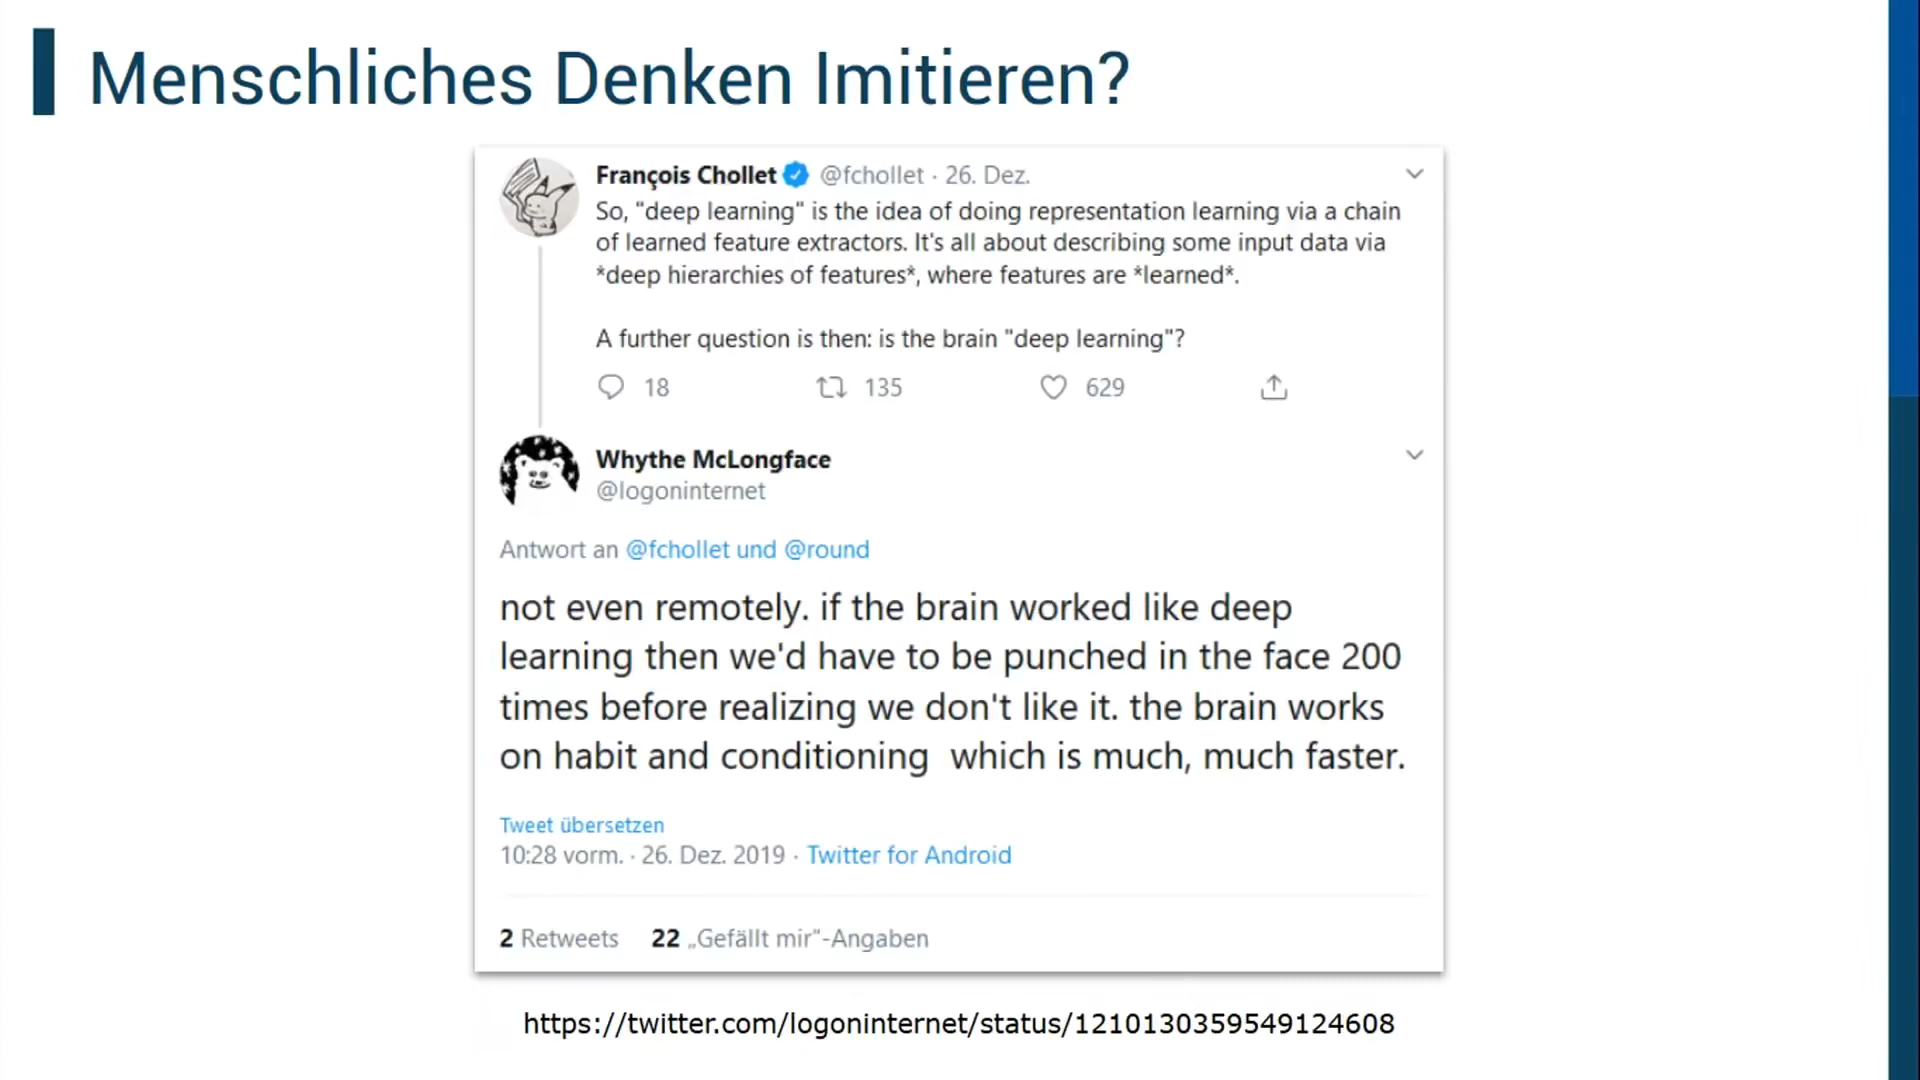 Menschliches Denken Imitieren?
François Chollet @fchollet · 26. Dez.
So, "deep learning" is the idea of doing representation learning via a chain
of learned feature extractors. It's all about describing some input data via
*deep hierarchies of features*, where features are *learned*.
A further question is then: is the brain "deep learning"?
18 135 629
Whythe McLongface
@logoninternet
Antwort an @fchollet und @round
not even remotely. if the brain worked like deep
learning then we'd have to be punched in the face 200
times before realizing we don't like it. the brain works
on habit and conditioning  which is much, much faster.
Tweet übersetzen
10:28 vorm. · 26. Dez. 2019 · Twitter for Android
2 Retweets 22 „Gefällt mir“-Angaben
https://twitter.com/logoninternet/status/1210130359549124608